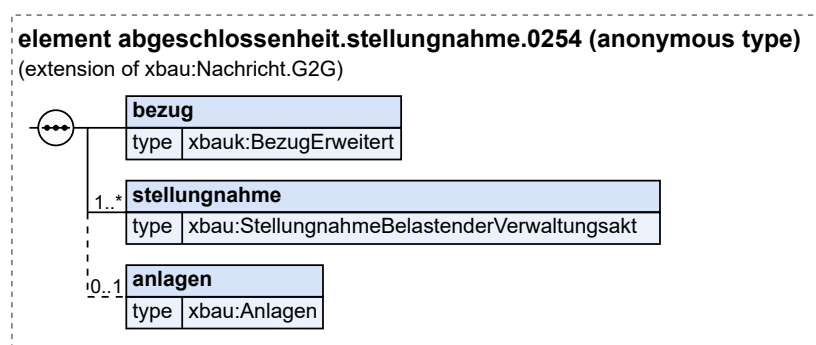 element abgeschlossenheit.stellungnahme.0254 (anonymous type)
(extension of xbau:Nachricht.G2G)
bezug
type xbauk:BezugErweitert
1..* stellungnahme
type xbau:StellungnahmeBelastenderVerwaltungsakt
0..1 anlagen
type xbau:Anlagen